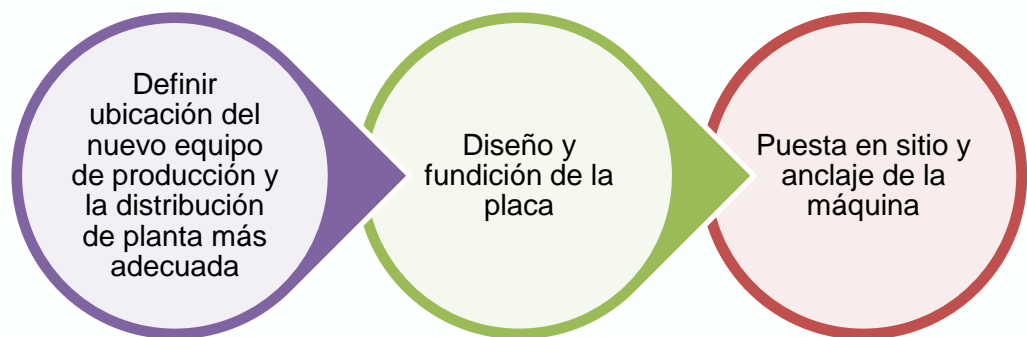 Definir
ubicación del
nuevo equipo
de producción y
la distribución
de planta más
adecuada
Diseño y
fundición de la
placa
Puesta en sitio y
anclaje de la
máquina